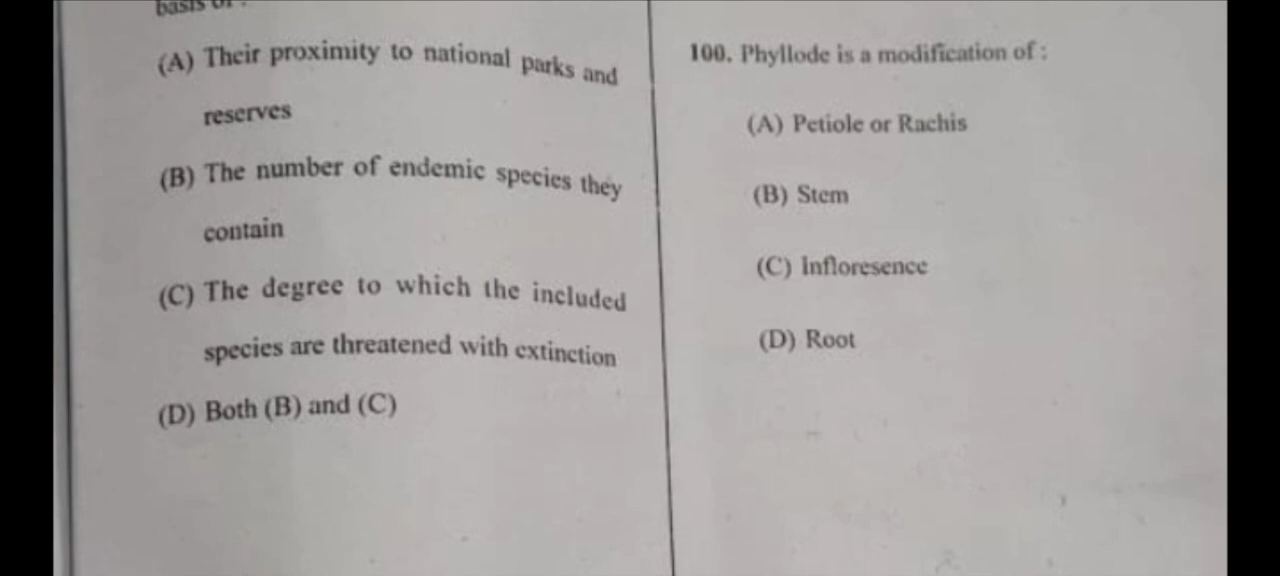 basis of :
(A) Their proximity to national parks and
reserves
(B) The number of endemic species they
contain
(C) The degree to which the included
species are threatened with extinction
(D) Both (B) and (C)
100. Phyllode is a modification of :
(A) Petiole or Rachis
(B) Stem
(C) Infloresence
(D) Root